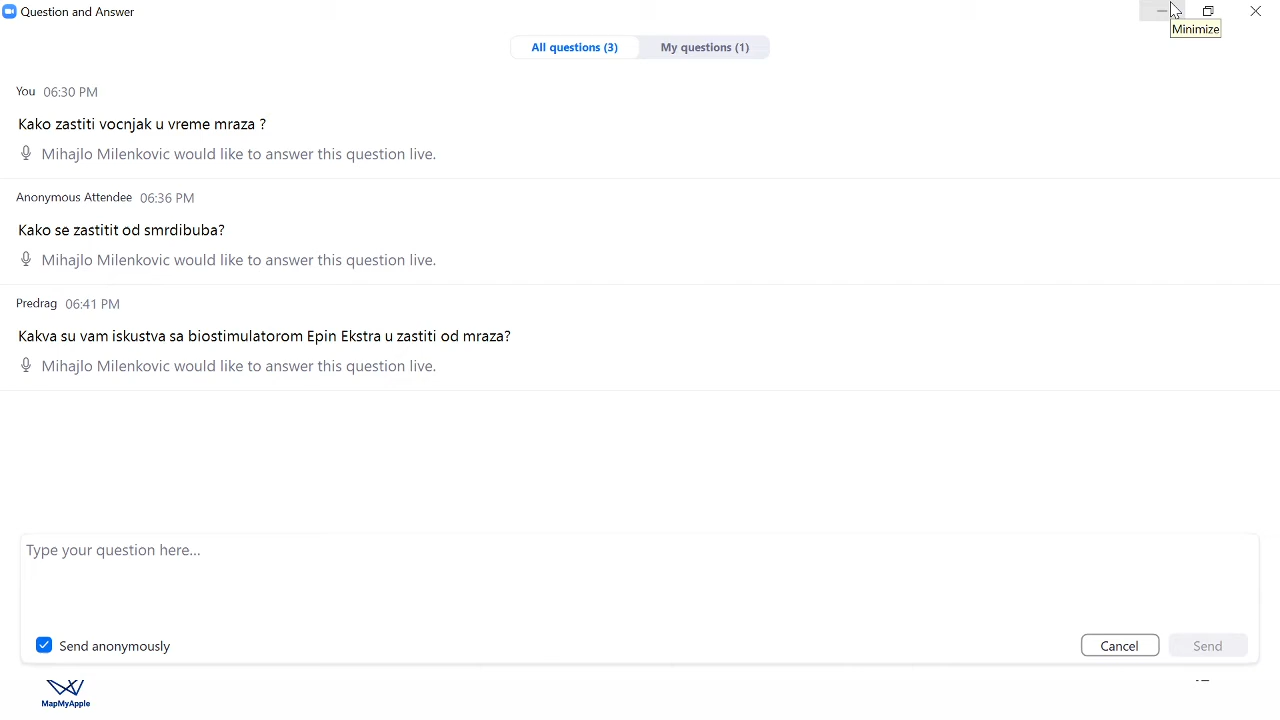 Question and Answer
Minimize
All questions (3)
My questions (1)
You 06:30 PM
Kako zastiti vocnjak u vreme mraza ?
Mihajlo Milenkovic would like to answer this question live.
Anonymous Attendee 06:36 PM
Kako se zastitit od smrdibuba?
Mihajlo Milenkovic would like to answer this question live.
Predrag 06:41 PM
Kakva su vam iskustva sa biostimulatorom Epin Ekstra u zastiti od mraza?
Mihajlo Milenkovic would like to answer this question live.
Type your question here...
Send anonymously
Cancel
Send
MapMyApple